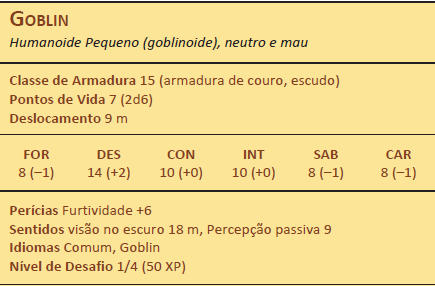 GOBLIN
Humanoide Pequeno (goblinoide), neutro e mau
Classe de Armadura 15 (armadura de couro, escudo)
Pontos de Vida 7 (2d6)
Deslocamento 9 m
FOR DES CON INT SAB CAR
8 (–1) 14 (+2) 10 (+0) 10 (+0) 8 (–1) 8 (–1)
Perícias Furtividade +6
Sentidos visão no escuro 18 m, Percepção passiva 9
Idiomas Comum, Goblin
Nível de Desafio 1/4 (50 XP)